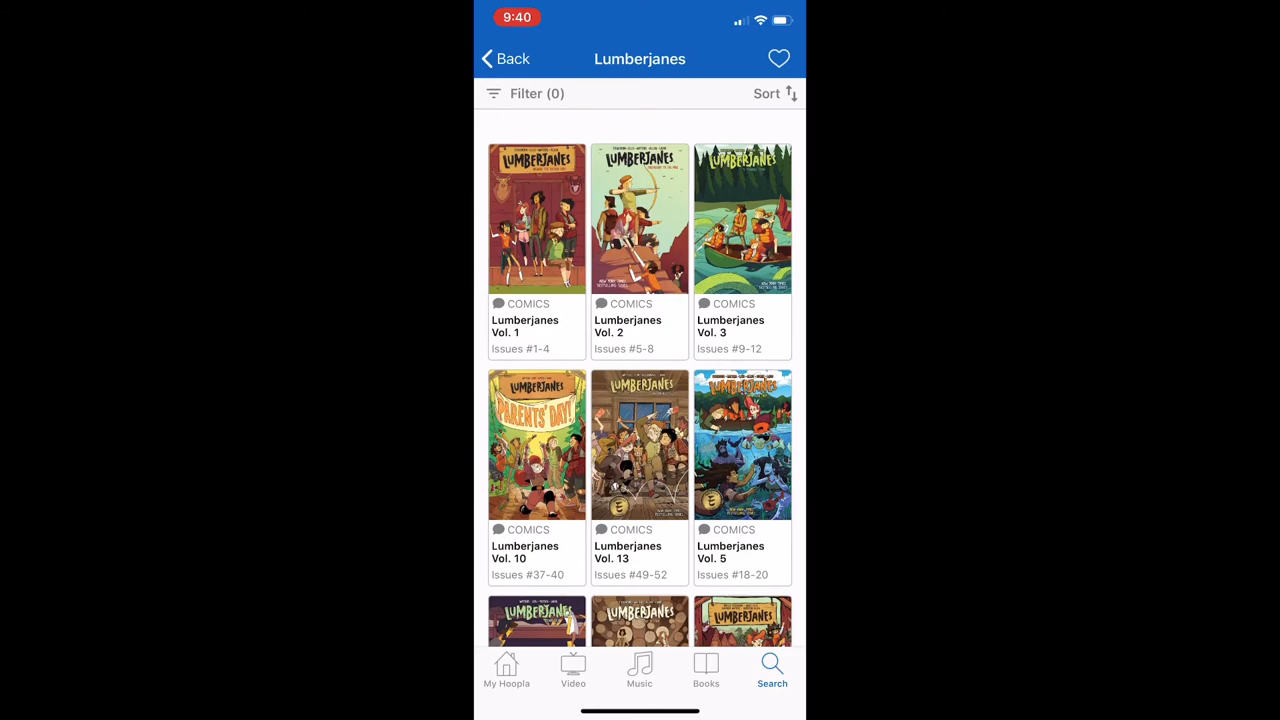 9:40
Back
Lumberjanes
Filter (0)
Sort
LUMBERJANES
LUMBERJANES
LUMBERJANES
COMICS
COMICS
COMICS
Lumberjanes
Vol. 1
Lumberjanes
Vol. 2
Lumberjanes
Vol. 3
Issues #1-4
Issues #5-8
Issues #9-12
LUMBERJANES
PARENTS' DAY!
LUMBERJANES
LUMBERJANES
COMICS
COMICS
COMICS
Lumberjanes
Vol. 10
Lumberjanes
Vol. 13
Lumberjanes
Vol. 5
Issues #37-40
Issues #49-52
Issues #18-20
LUMBERJANES
LUMBERJANES
LUMBERJANES
My Hoopla
Video
Music
Books
Search